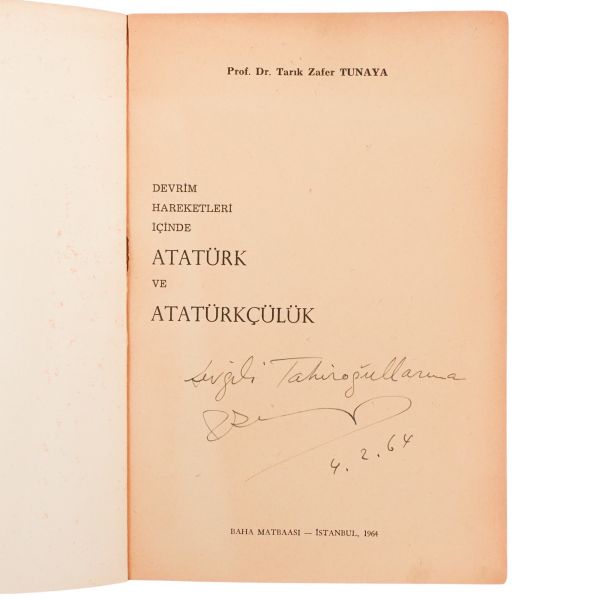 Prof. Dr. Tarık Zafer TUNAYA
DEVRİM
HAREKETLERİ
İÇİNDE
ATATÜRK
VE
ATATÜRKÇÜLÜK
Sevgili Tahiroğullarına
4.2.64
BAHA MATBAASI — İSTANBUL, 1964